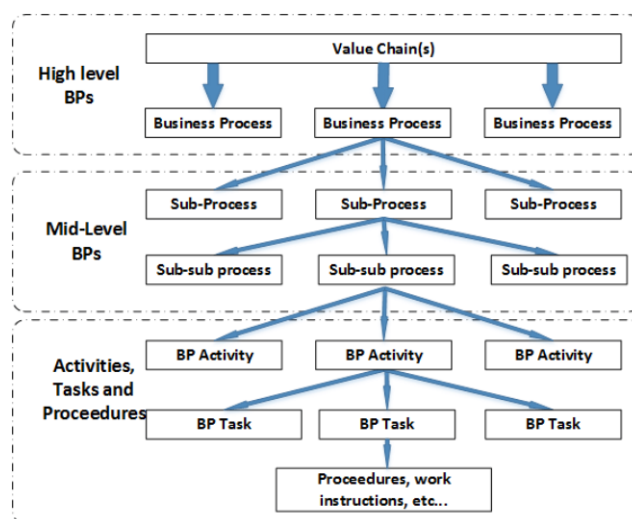 Value Chain(s)
High level
BPs
Business Process Business Process Business Process
Sub-Process Sub-Process Sub-Process
Mid-Level
BPs
Sub-sub process Sub-sub process Sub-sub process
Activities,
Tasks and
Proceedures
BP Activity BP Activity BP Activity
BP Task BP Task BP Task
Proceedures, work
instructions, etc...